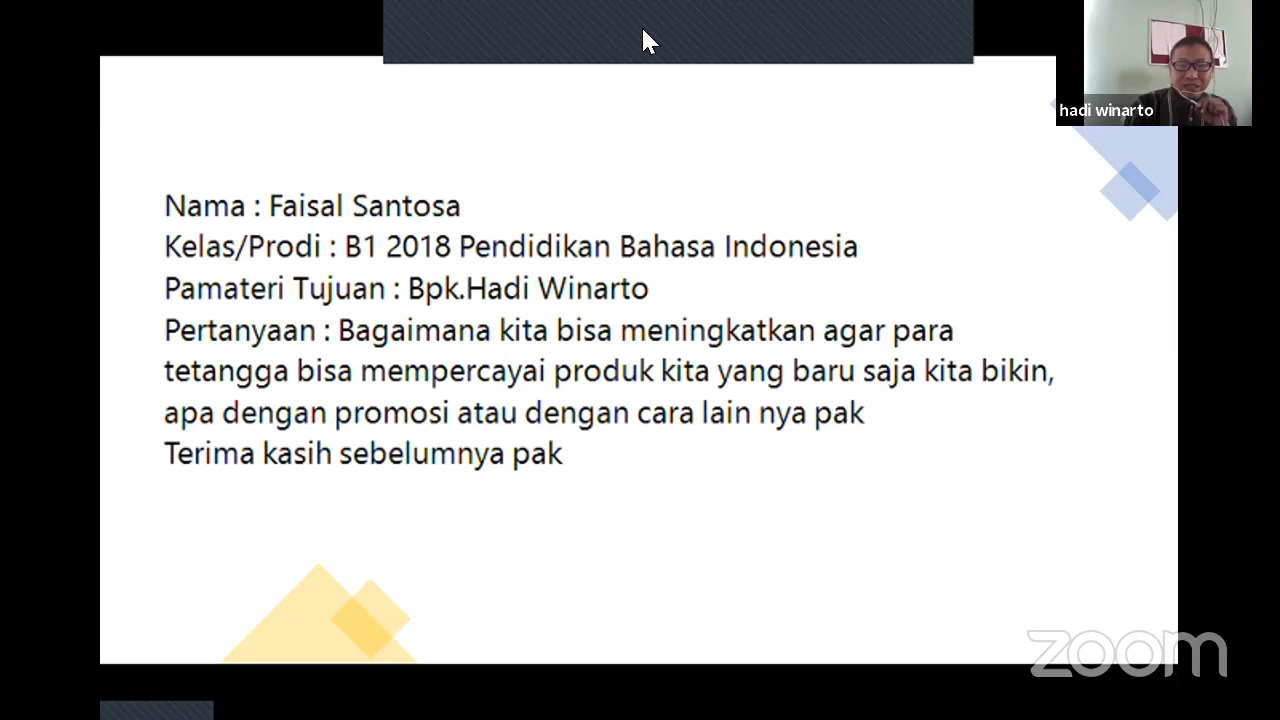 hadi winarto
Nama : Faisal Santosa
Kelas/Prodi : B1 2018 Pendidikan Bahasa Indonesia
Pamateri Tujuan : Bpk.Hadi Winarto
Pertanyaan : Bagaimana kita bisa meningkatkan agar para
tetangga bisa mempercayai produk kita yang baru saja kita bikin,
apa dengan promosi atau dengan cara lain nya pak
Terima kasih sebelumnya pak
zoom